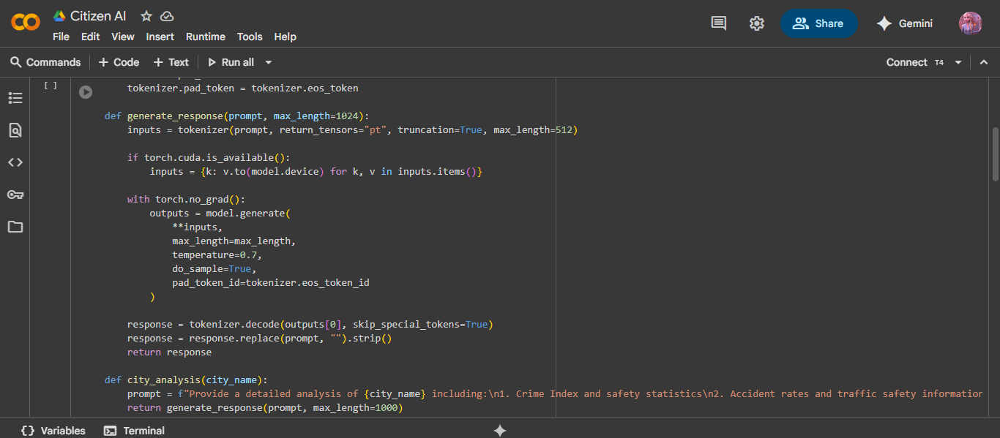 Citizen AI
File Edit View Insert Runtime Tools Help
Share
Gemini
Commands + Code + Text Run all
Connect T4
[ ]
tokenizer.pad_token = tokenizer.eos_token
def generate_response(prompt, max_length=1024):
inputs = tokenizer(prompt, return_tensors="pt", truncation=True, max_length=512)
if torch.cuda.is_available():
inputs = {k: v.to(model.device) for k, v in inputs.items()}
with torch.no_grad():
outputs = model.generate(
**inputs,
max_length=max_length,
temperature=0.7,
do_sample=True,
pad_token_id=tokenizer.eos_token_id
)
response = tokenizer.decode(outputs[0], skip_special_tokens=True)
response = response.replace(prompt, "").strip()
return response
def city_analysis(city_name):
prompt = f"Provide a detailed analysis of {city_name} including:\n1. Crime Index and safety statistics\n2. Accident rates and traffic safety information
return generate_response(prompt, max_length=1000)
{} Variables Terminal